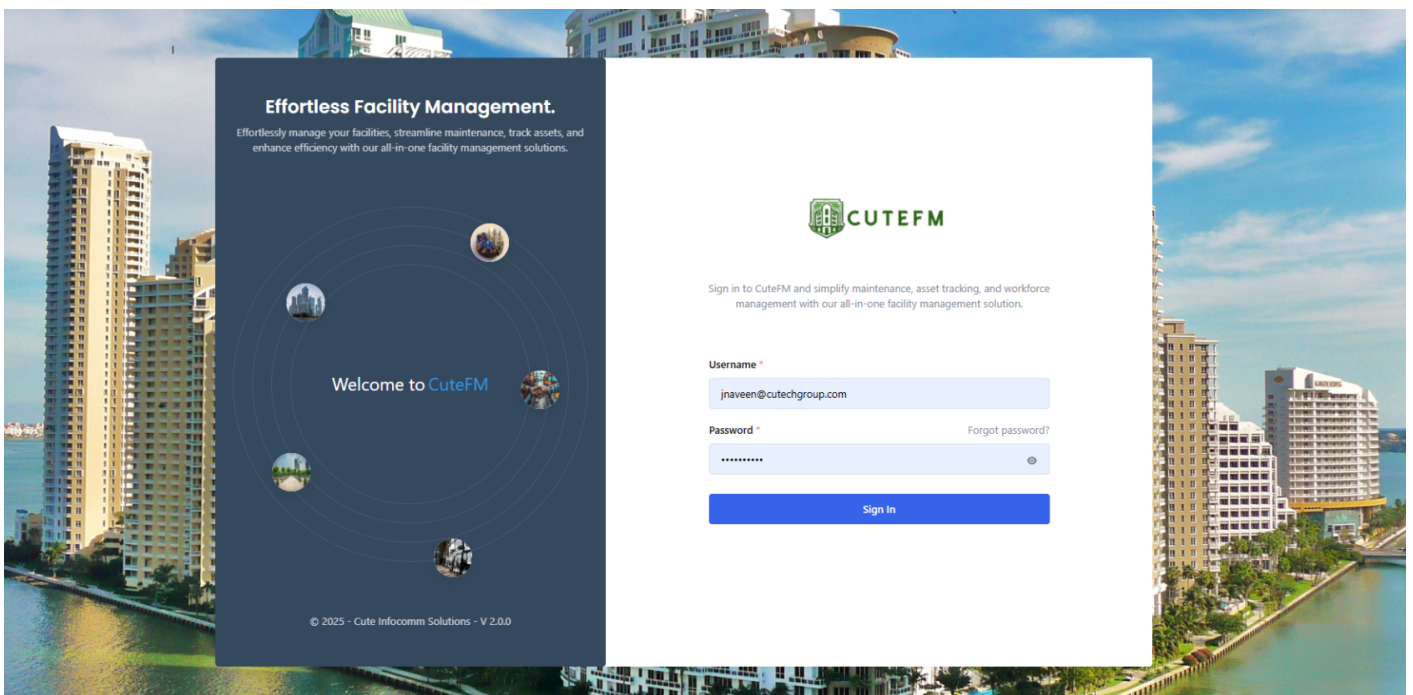 Effortless Facility Management.
Effortlessly manage your facilities, streamline maintenance, track assets, and
enhance efficiency with our all-in-one facility management solutions.
Welcome to CuteFM
© 2025 - Cute Infocomm Solutions - V 2.0.0
CUTEFM
Sign in to CuteFM and simplify maintenance, asset tracking, and workforce
management with our all-in-one facility management solution.
Username *
jnaveen@cutechgroup.com
Password *
Forgot password?
••••••••••
Sign In